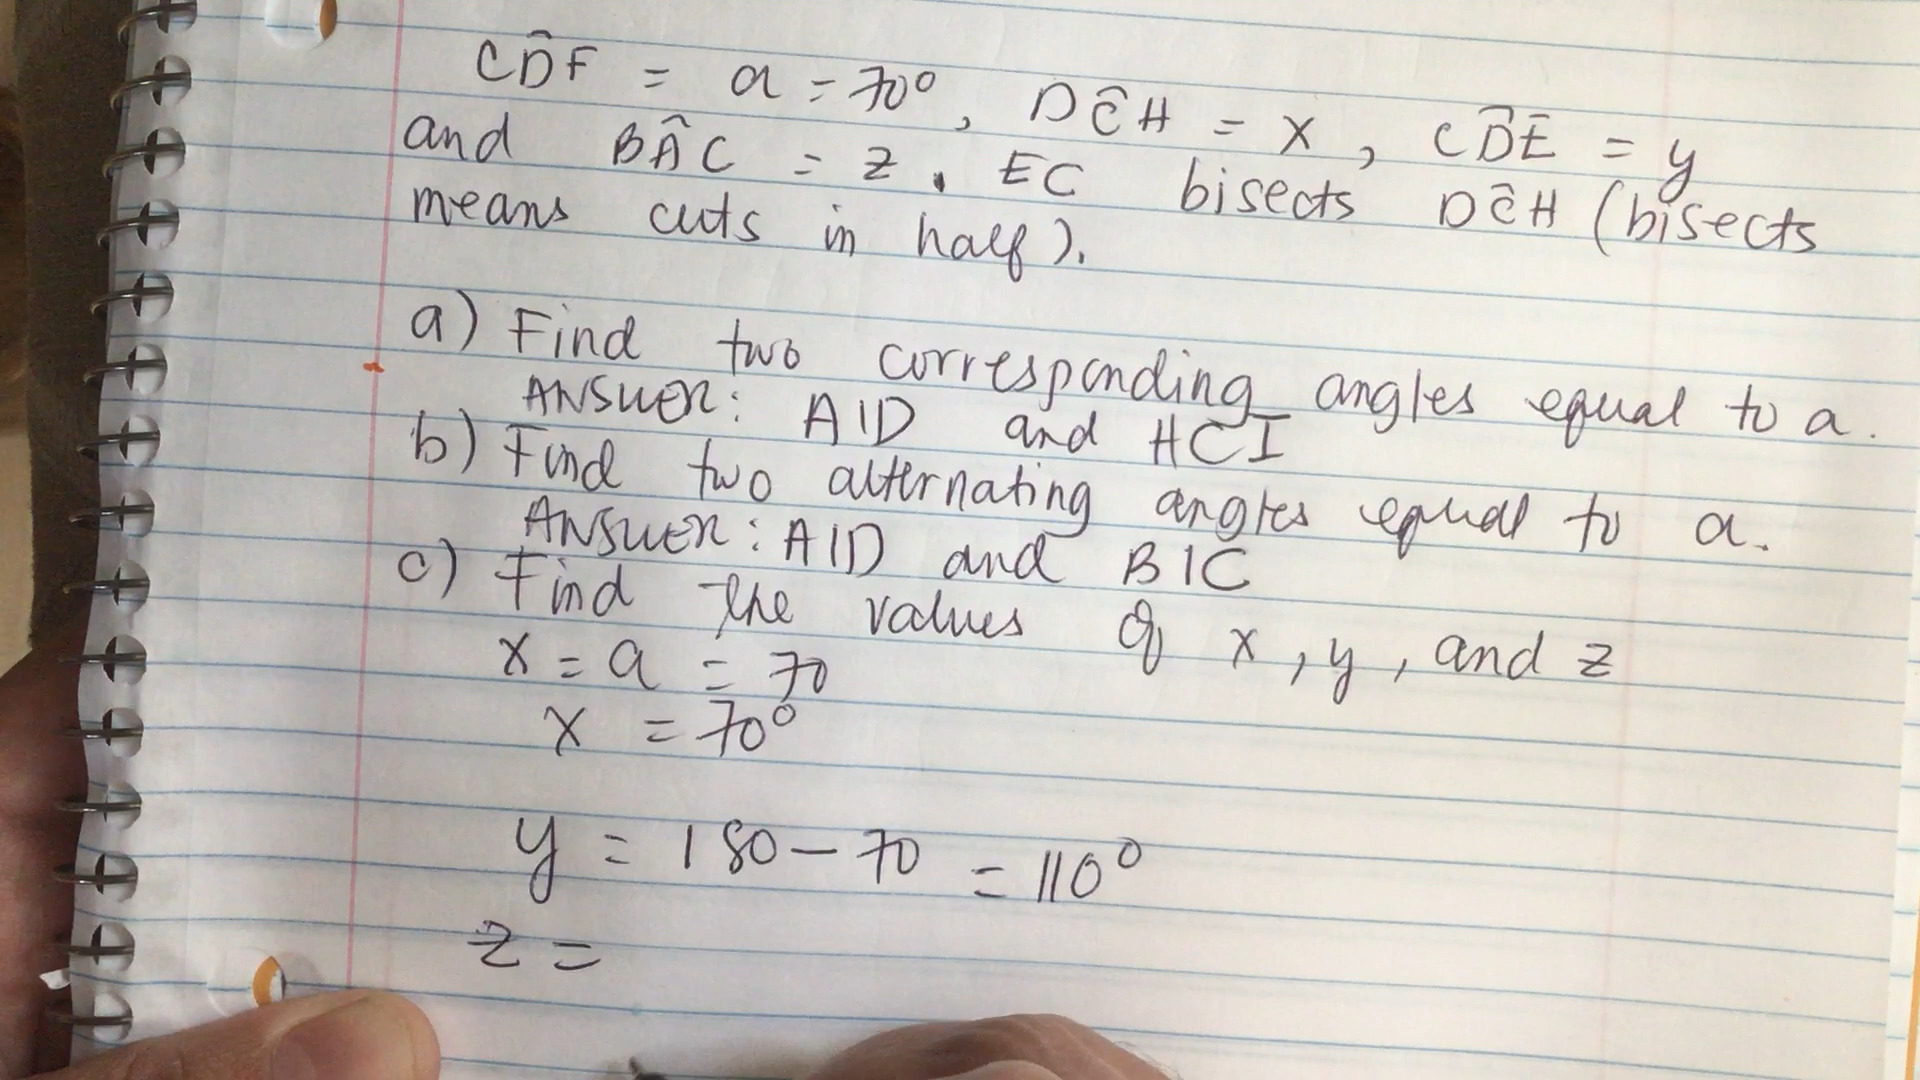 CD̂F = a = 70°, DĈH = x, CD̂E = y
and BÂC = z. EC bisects DĈH (bisects
means cuts in half).
a) Find two corresponding angles equal to a.
ANSWER: AID and HCI
b) Find two alternating angles equal to a.
ANSWER: AID and BIC
c) Find the values of x, y, and z
x = a = 70
x = 70°
y = 180 - 70 = 110°
z =